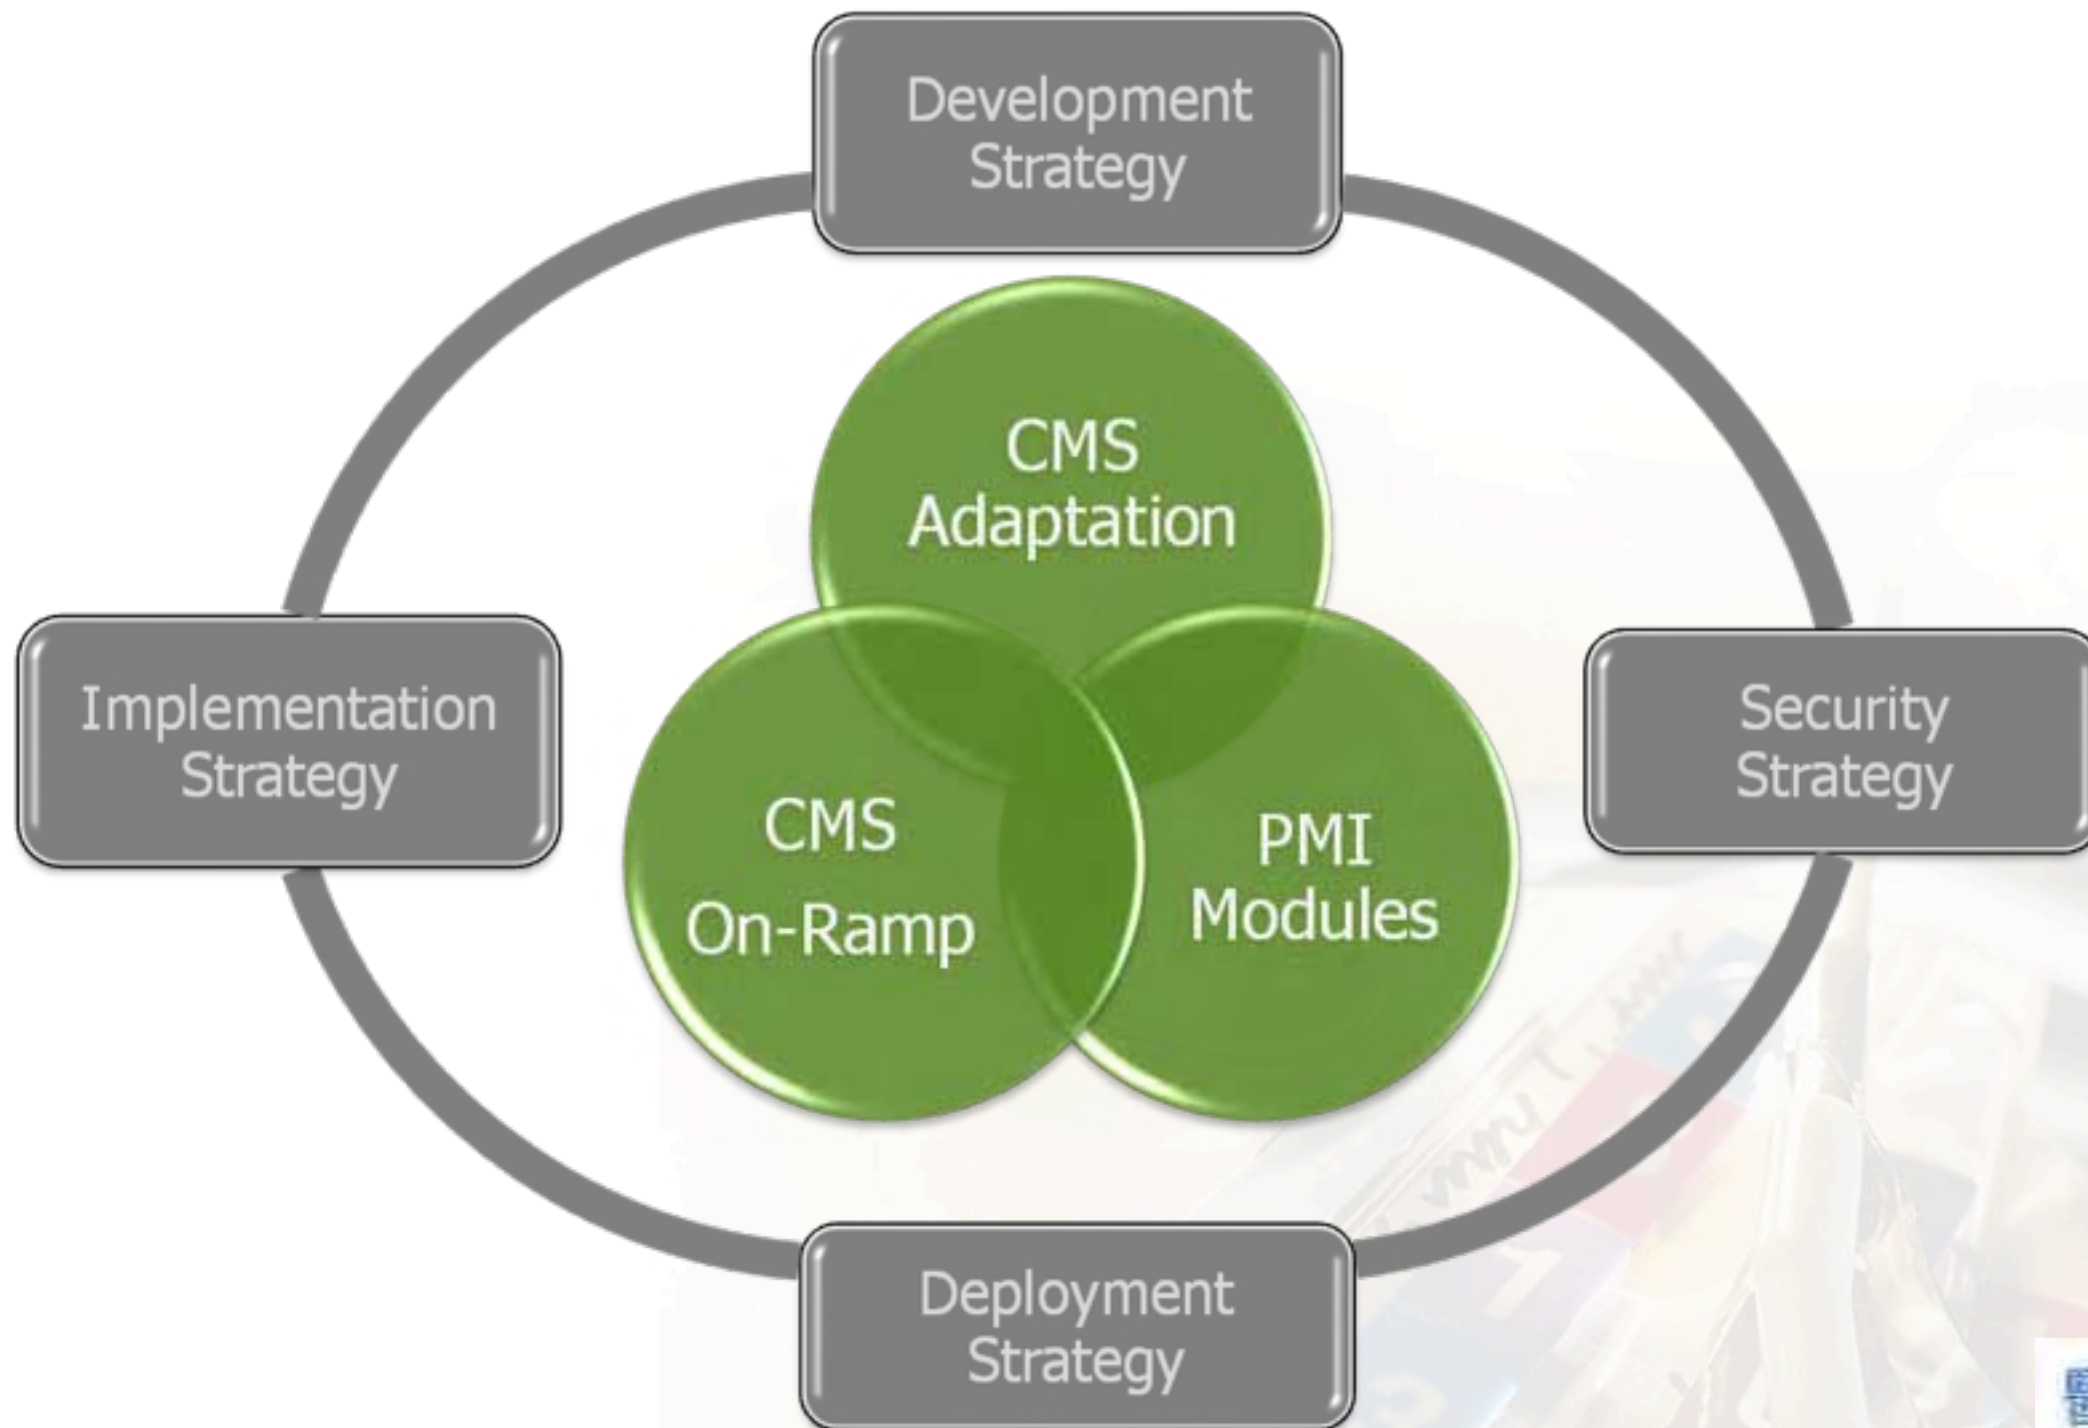 Development
Strategy
CMS
Adaptation
Implementation
Strategy
Security
Strategy
CMS
On-Ramp
PMI
Modules
Deployment
Strategy